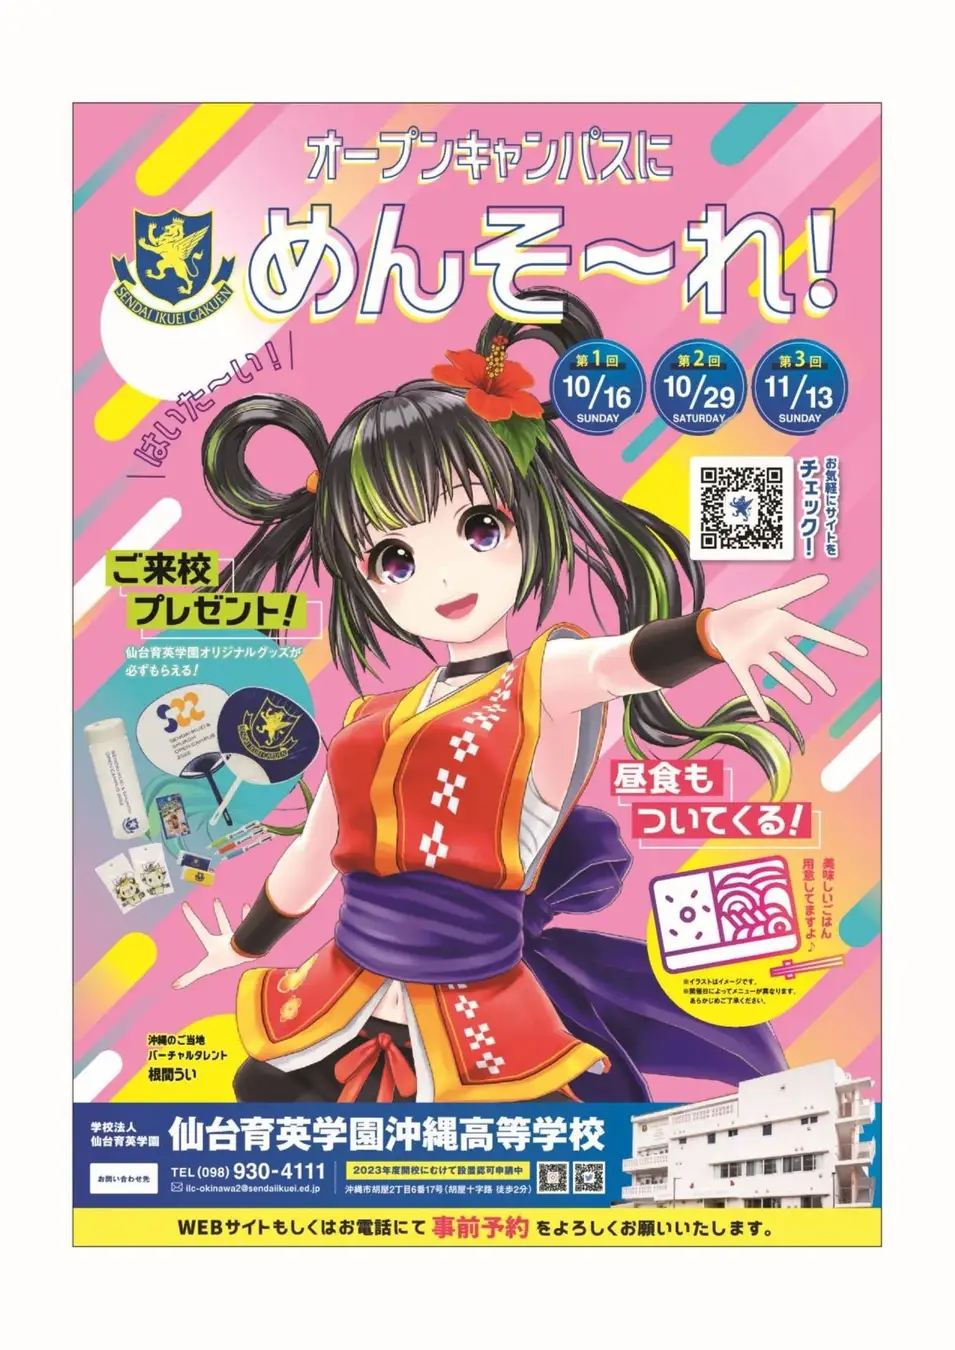 オープンキャンパスに
めんそ〜れ!
SENDAI IKUEI GAKUEN
はいた〜い!
第1回
10/16
SUNDAY
第2回
10/29
SATURDAY
第3回
11/13
SUNDAY
お気軽にサイトを
チェック!
ご来校
プレゼント!
仙台育英学園オリジナルグッズが
必ずもらえる!
昼食も
ついてくる!
美味しいごはん
用意してますよ♪
※イラストはイメージです。
※開催日によってメニューが異なります。
あらかじめご了承ください。
沖縄のご当地
バーチャルタレント
根間うい
学校法人
仙台育英学園
仙台育英学園沖縄高等学校
お問い合わせ先
TEL (098) 930-4111
ilc-okinawa2@sendaiikuei.ed.jp
2023年度開校にむけて設置認可申請中
沖縄市胡屋2丁目6番17号(胡屋十字路 徒歩2分)
WEBサイトもしくはお電話にて 事前予約 をよろしくお願いいたします。